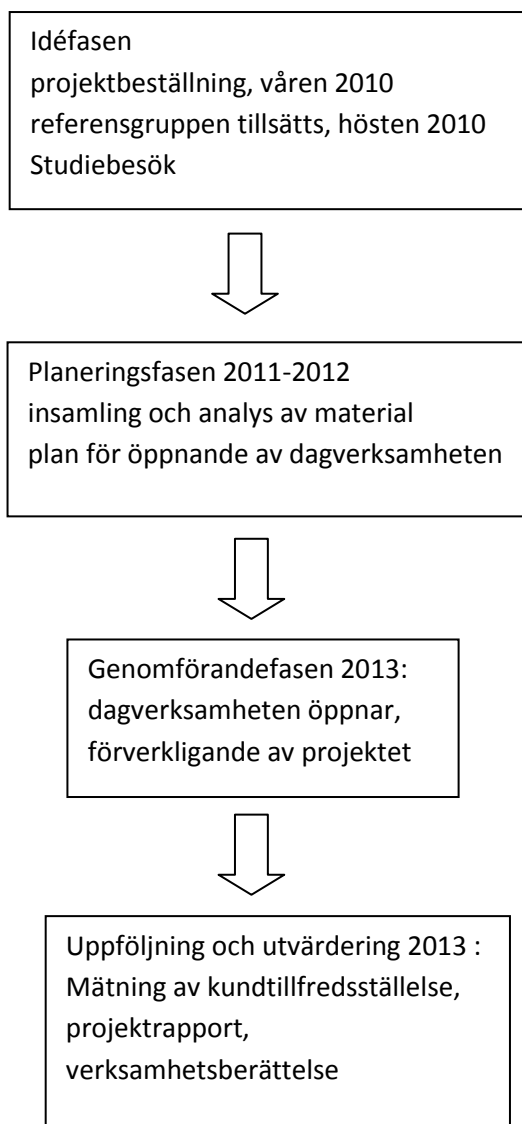 Idéfasen
projektbeställning, våren 2010
referensgruppen tillsätts, hösten 2010
Studiebesök
Planeringsfasen 2011-2012
insamling och analys av material
plan för öppnande av dagverksamheten
Genomförandefasen 2013:
dagverksamheten öppnar,
förverkligande av projektet
Uppföljning och utvärdering 2013 :
Mätning av kundtillfredsställelse,
projektrapport,
verksamhetsberättelse